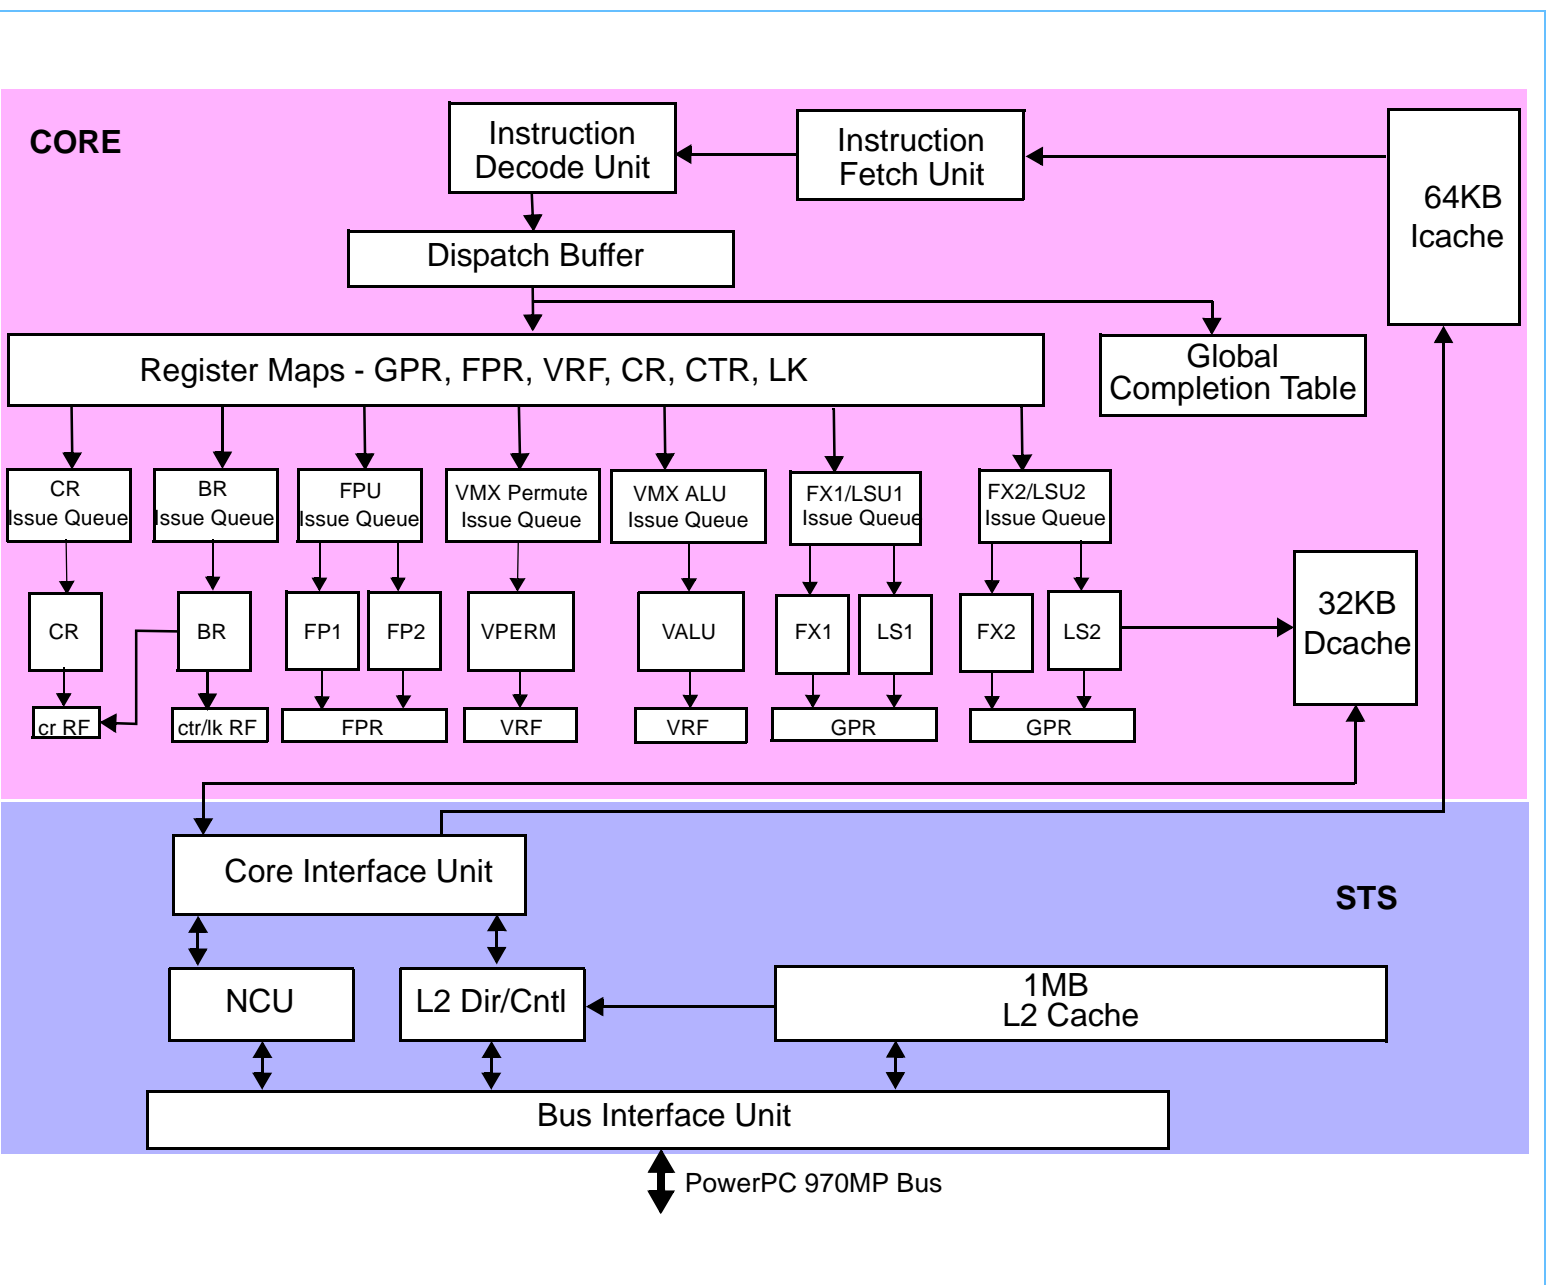 CORE
Instruction
Decode Unit
Instruction
Fetch Unit
64KB
Icache
Dispatch Buffer
Register Maps - GPR, FPR, VRF, CR, CTR, LK
Global
Completion Table
CR
Issue Queue
BR
Issue Queue
FPU
Issue Queue
VMX Permute
Issue Queue
VMX ALU
Issue Queue
FX1/LSU1
Issue Queue
FX2/LSU2
Issue Queue
32KB
Dcache
CR
BR
FP1
FP2
VPERM
VALU
FX1
LS1
FX2
LS2
cr RF
ctr/lk RF
FPR
VRF
VRF
GPR
GPR
Core Interface Unit
STS
NCU
L2 Dir/Cntl
1MB
L2 Cache
Bus Interface Unit
PowerPC 970MP Bus